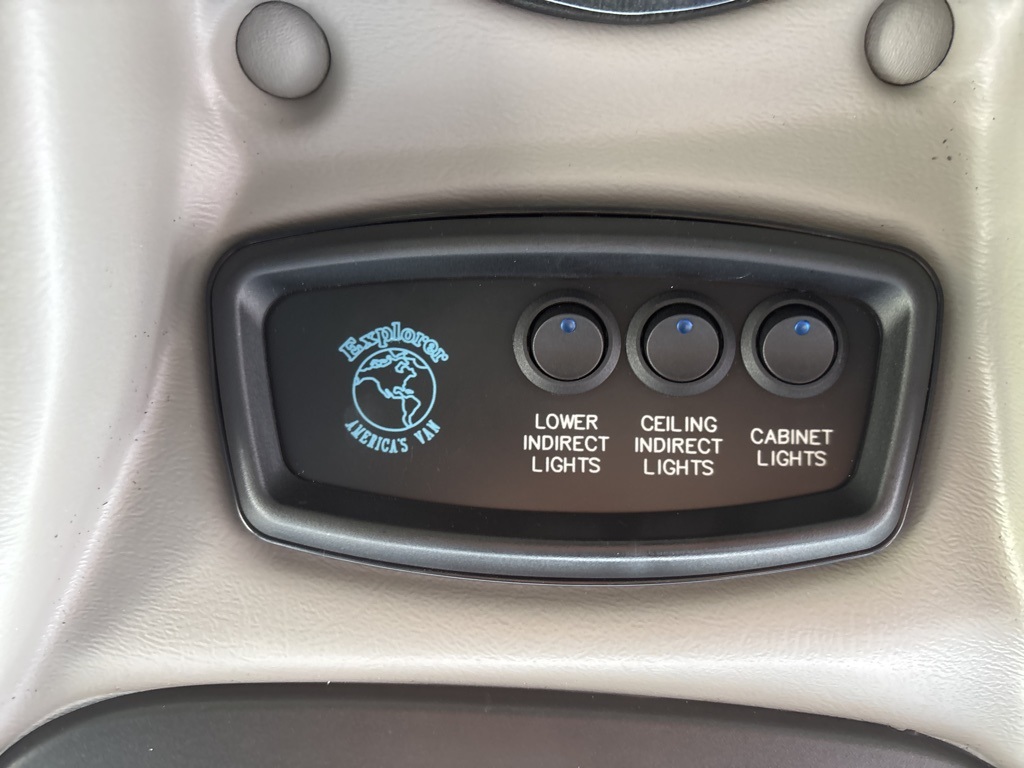 Explorer
AMERICA'S VAN
LOWER
INDIRECT
LIGHTS
CEILING
INDIRECT
LIGHTS
CABINET
LIGHTS